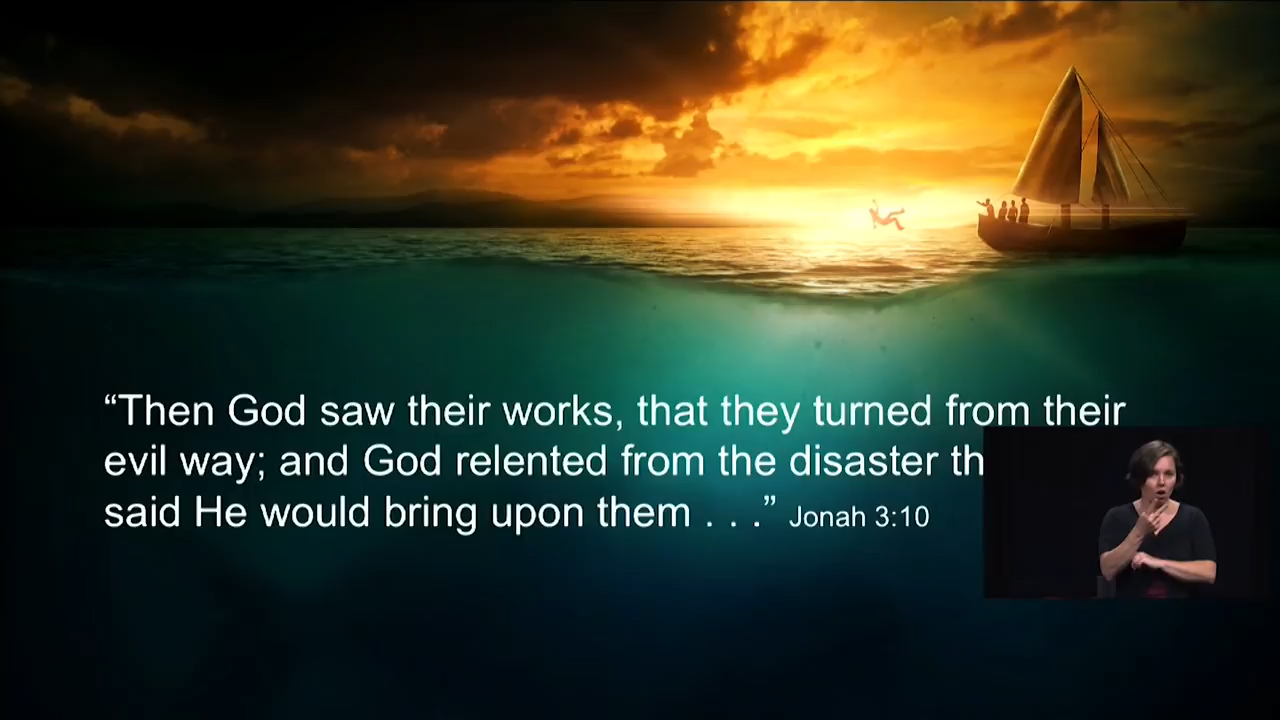 “Then God saw their works, that they turned from their
evil way; and God relented from the disaster
said He would bring upon them . . .” Jonah 3:10